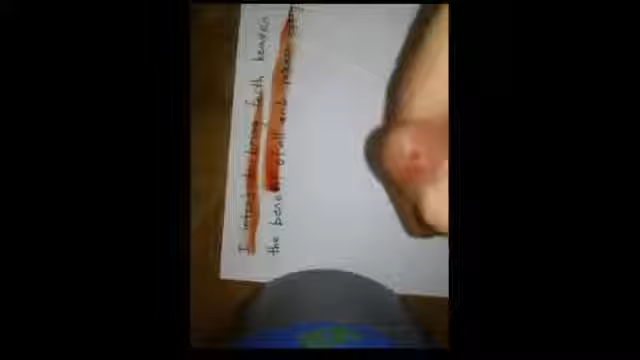 I intend to bring forth heaven
the benefit of all and